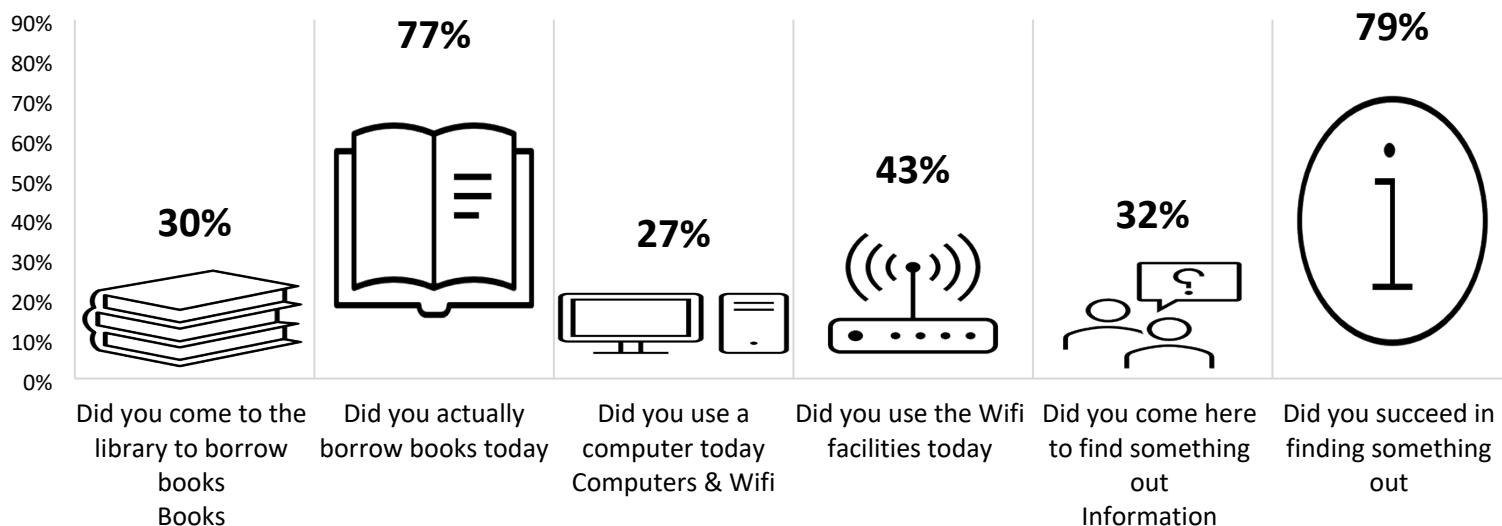 90%
80%
70%
60%
50%
40%
30%
20%
10%
0%
30%
77%
27%
43%
32%
79%
?
i
Did you come to the
library to borrow
books
Books
Did you actually
borrow books today
Did you use a
computer today
Computers & Wifi
Did you use the Wifi
facilities today
Did you come here
to find something
out
Information
Did you succeed in
finding something
out